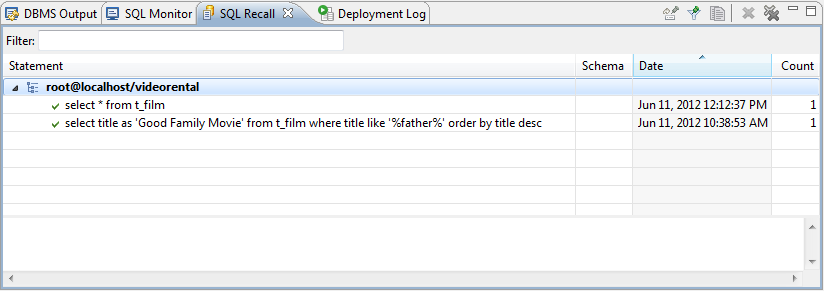 DBMS Output SQL Monitor SQL Recall Deployment Log
Filter:
Statement Schema Date Count
root@localhost/videorental
select * from t_film Jun 11, 2012 12:12:37 PM 1
select title as 'Good Family Movie' from t_film where title like '%father%' order by title desc Jun 11, 2012 10:38:53 AM 1